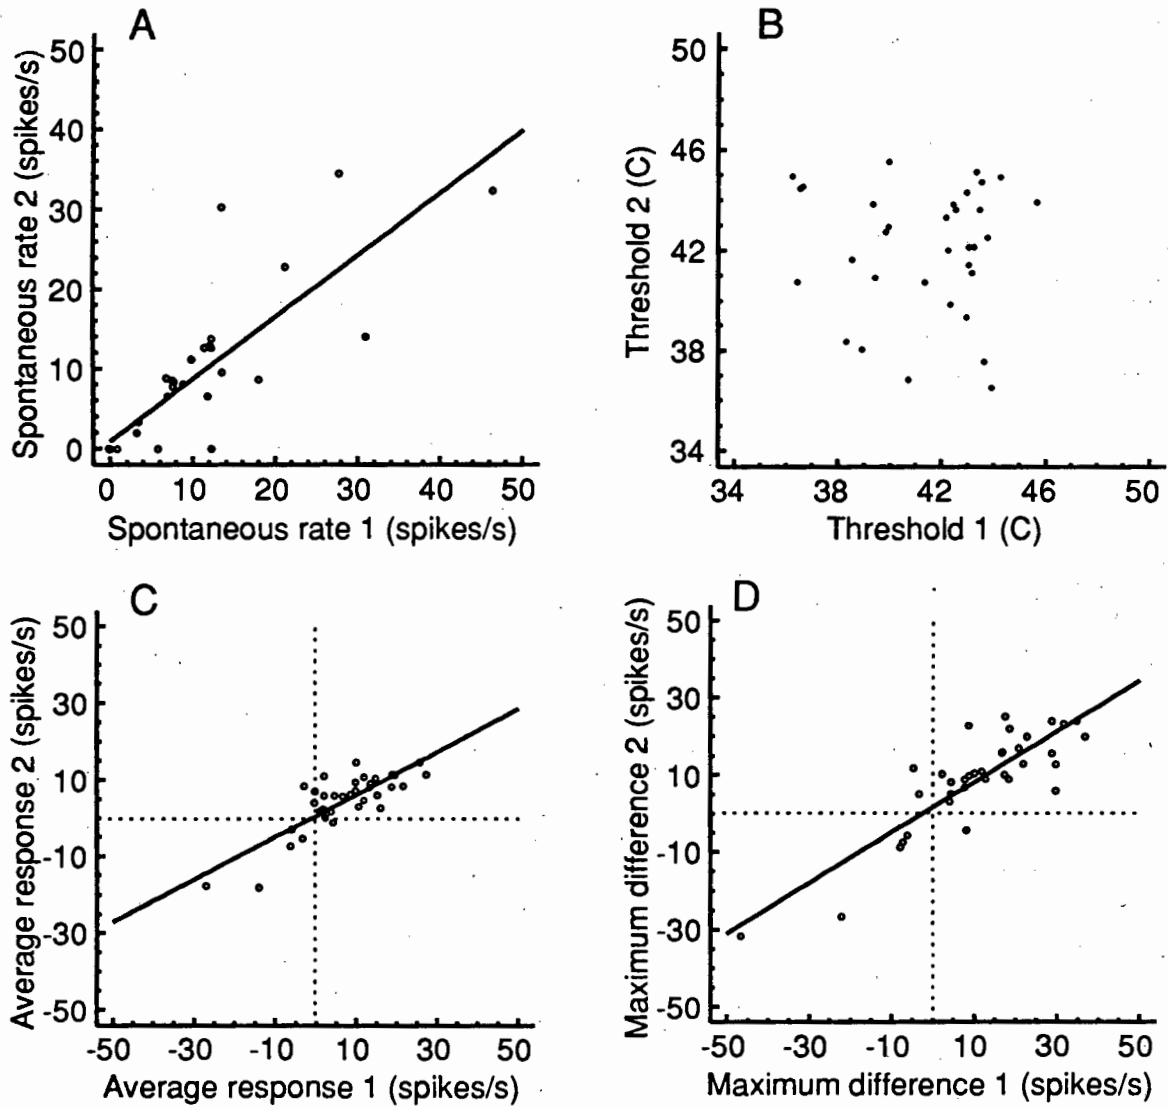 A
Spontaneous rate 2 (spikes/s)
50
40
30
20
10
0
0 10 20 30 40 50
Spontaneous rate 1 (spikes/s)
B
Threshold 2 (C)
50
46
42
38
34
34 38 42 46 50
Threshold 1 (C)
C
Average response 2 (spikes/s)
50
30
10
-10
-30
-50
-50 -30 -10 10 30 50
Average response 1 (spikes/s)
D
Maximum difference 2 (spikes/s)
50
30
10
-10
-30
-50
-50 -30 -10 10 30 50
Maximum difference 1 (spikes/s)